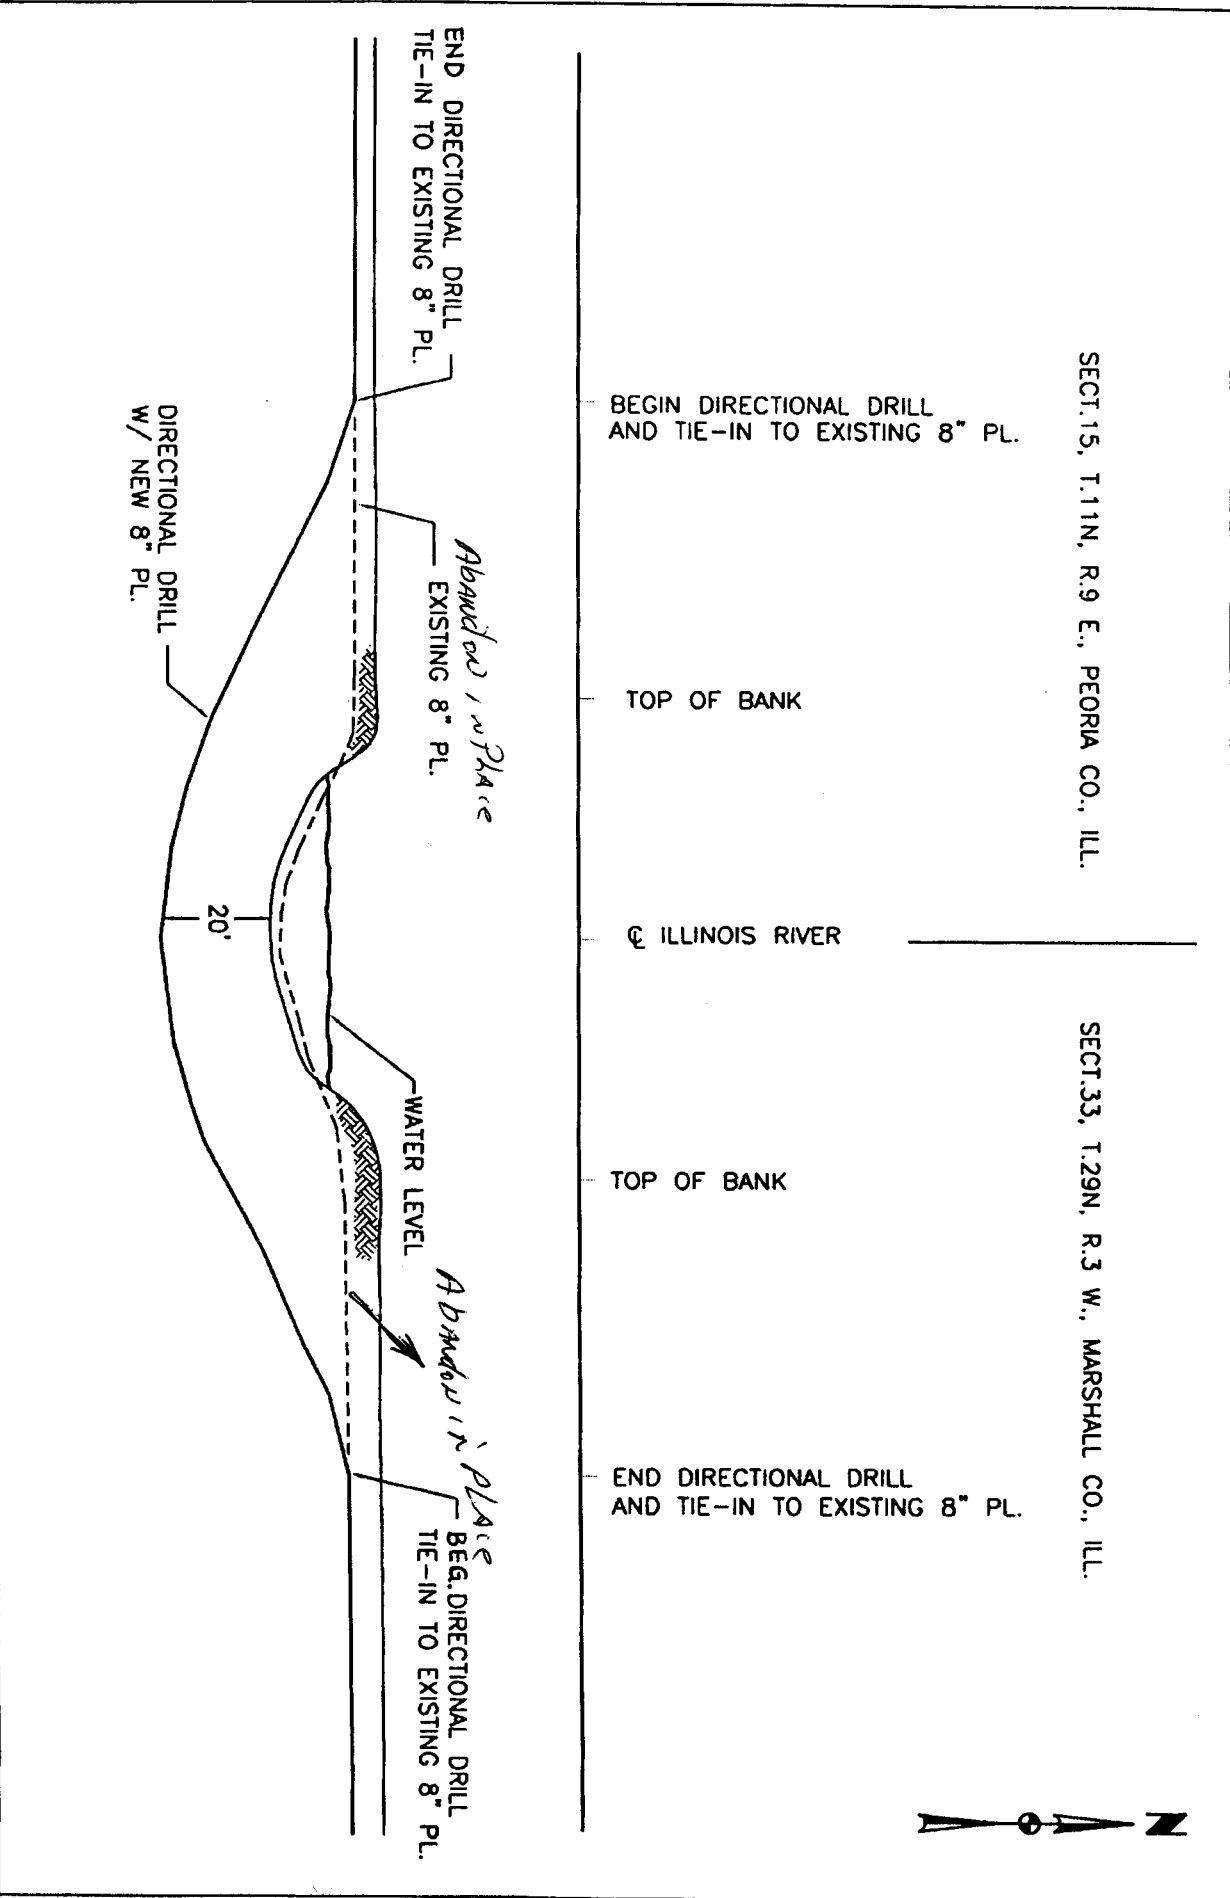 SECT.15, T.11N, R.9 E., PEORIA CO., ILL.
SECT.33, T.29N, R.3 W., MARSHALL CO., ILL.
N
BEGIN DIRECTIONAL DRILL
AND TIE-IN TO EXISTING 8" PL.
TOP OF BANK
℄ ILLINOIS RIVER
TOP OF BANK
END DIRECTIONAL DRILL
AND TIE-IN TO EXISTING 8" PL.
END DIRECTIONAL DRILL
TIE-IN TO EXISTING 8" PL.
Abandon in Place
EXISTING 8" PL.
WATER LEVEL
Abandon in Place
BEG.DIRECTIONAL DRILL
TIE-IN TO EXISTING 8" PL.
20'
DIRECTIONAL DRILL
W/ NEW 8" PL.